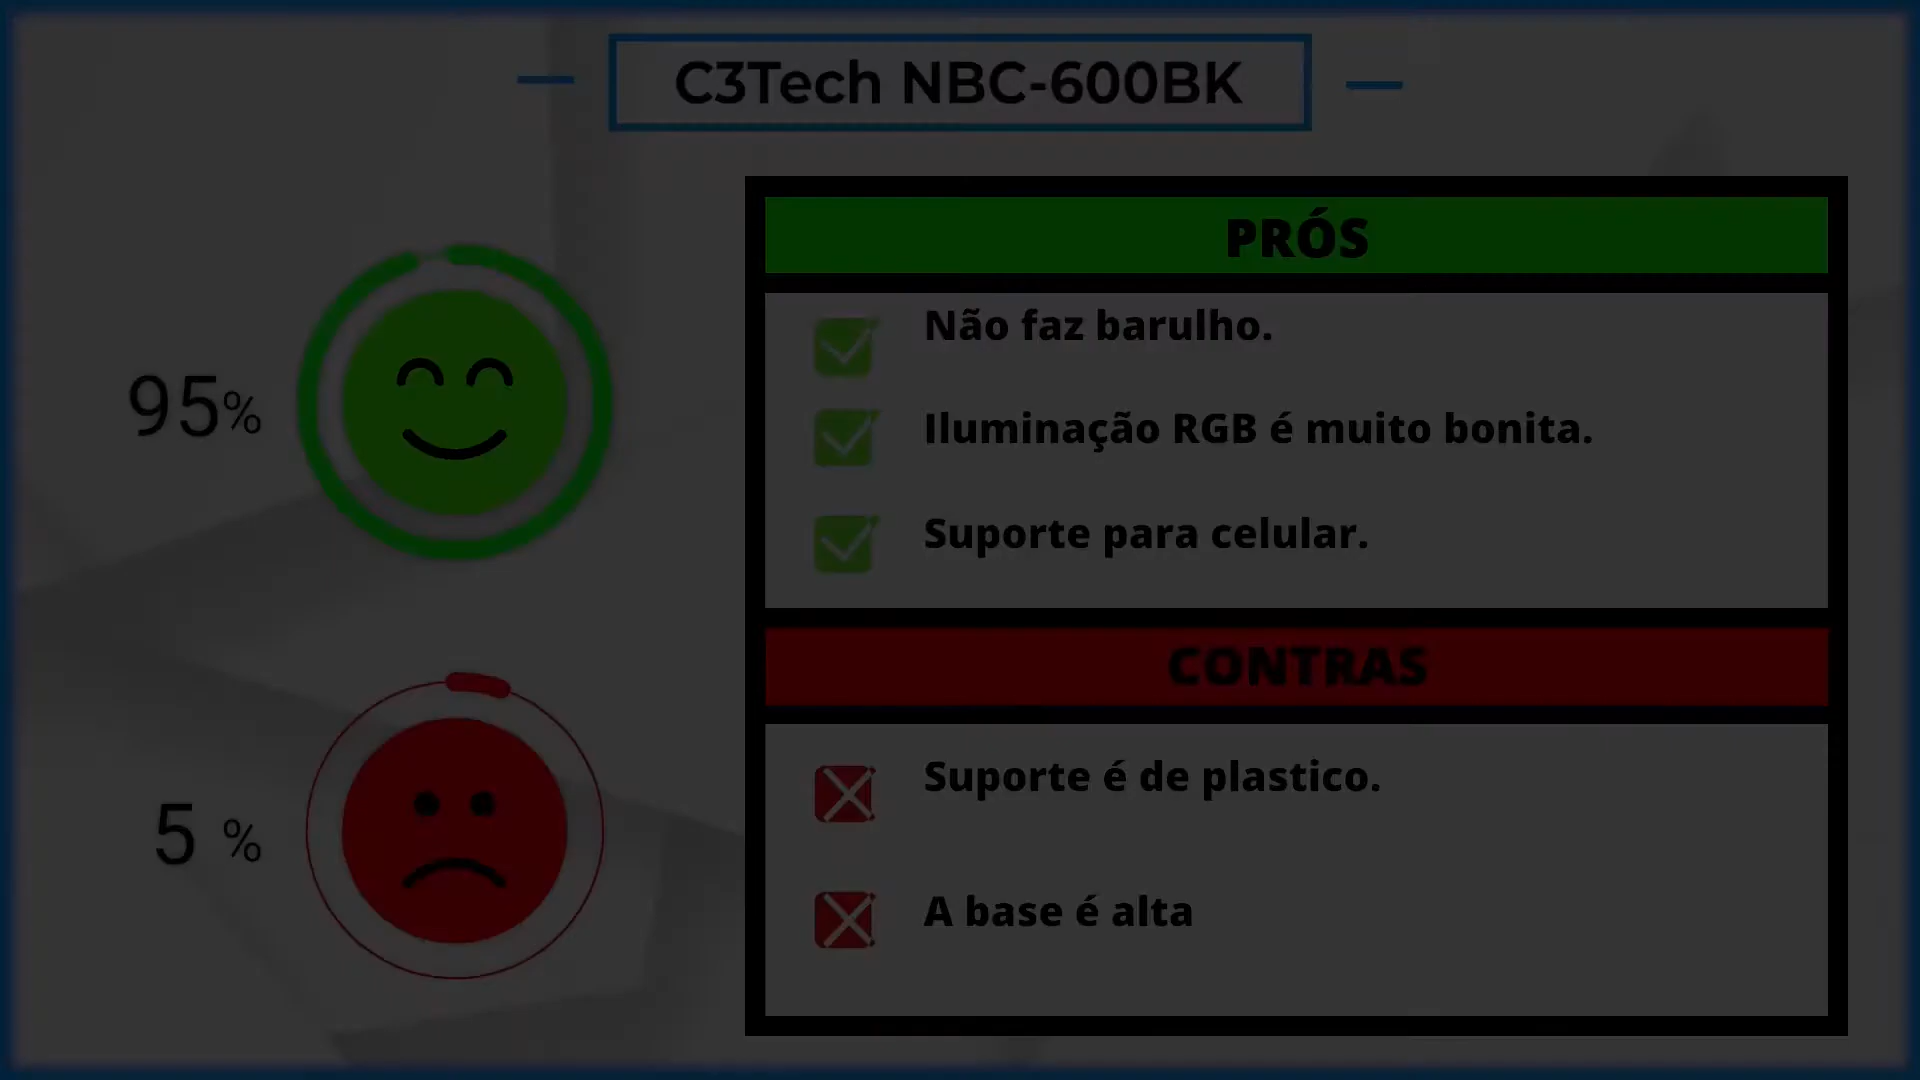 C3Tech NBC-600BK
95%
5 %
PRÓS
Não faz barulho.
Iluminação RGB é muito bonita.
Suporte para celular.
CONTRAS
Suporte é de plastico.
A base é alta